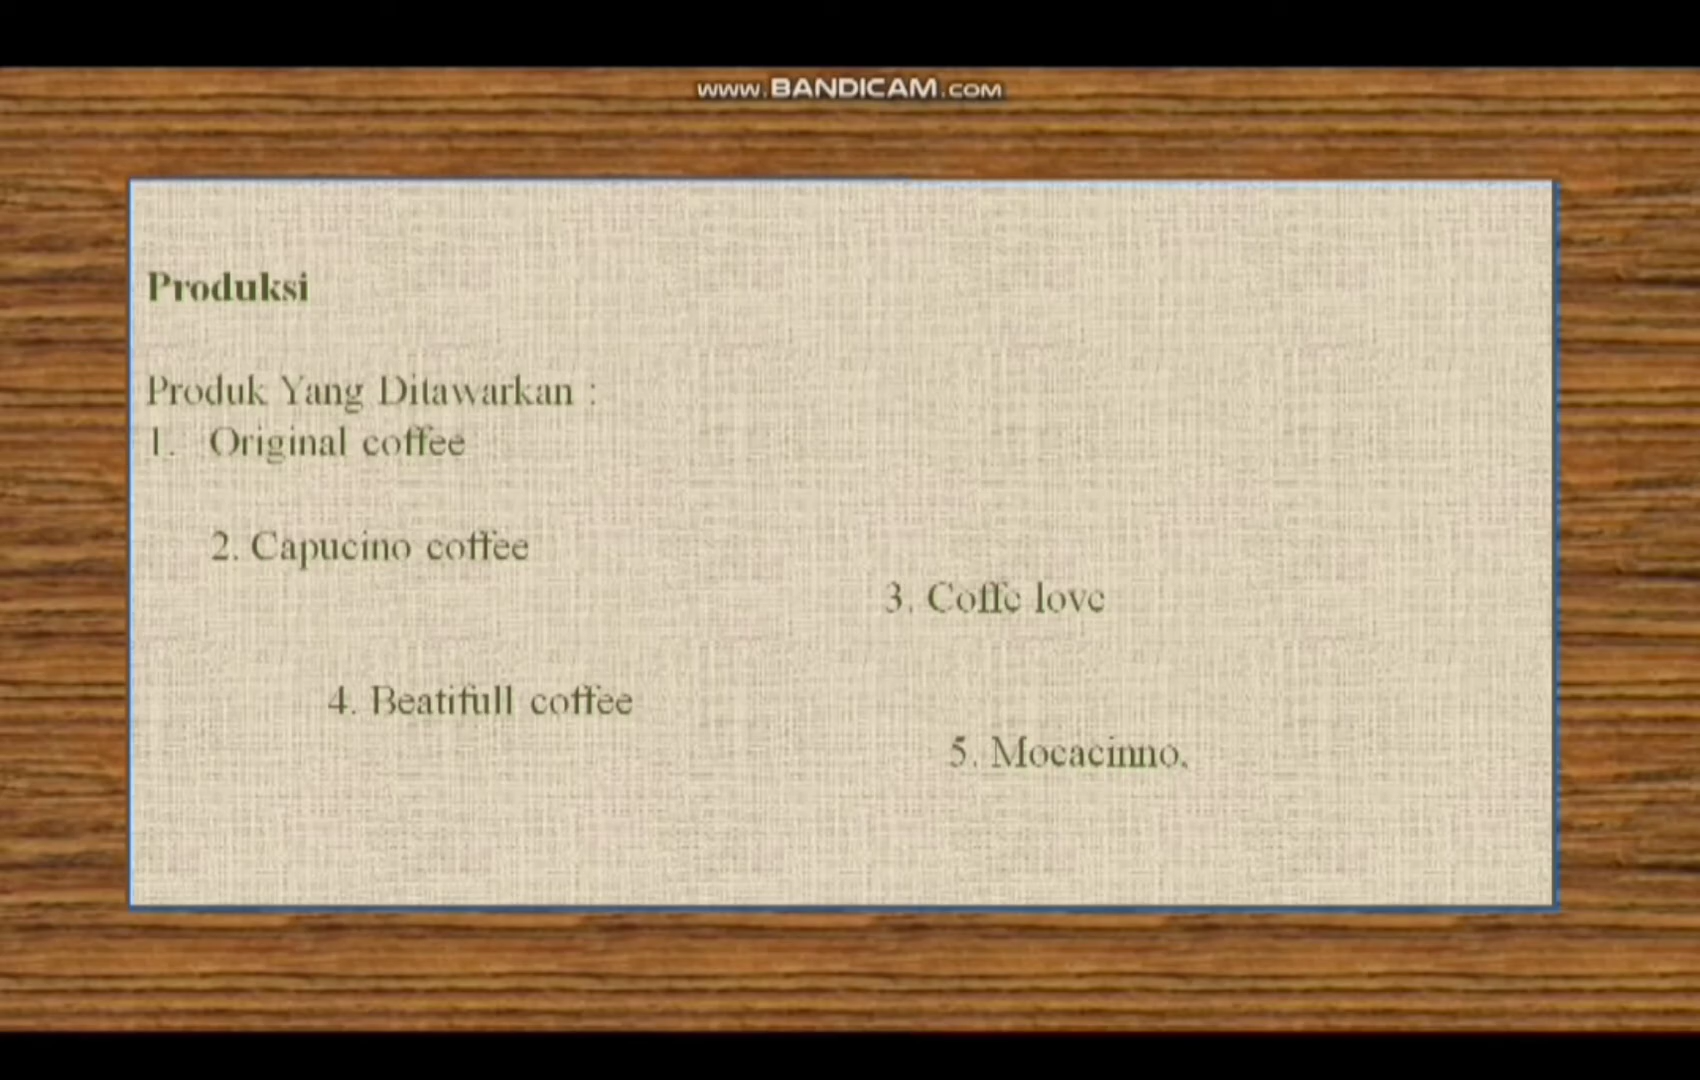 www.BANDICAM.COM
Produksi
Produk Yang Ditawarkan :
1. Original coffee
2. Capucino coffee
3. Coffe love
4. Beatifull coffee
5. Mocacinno.